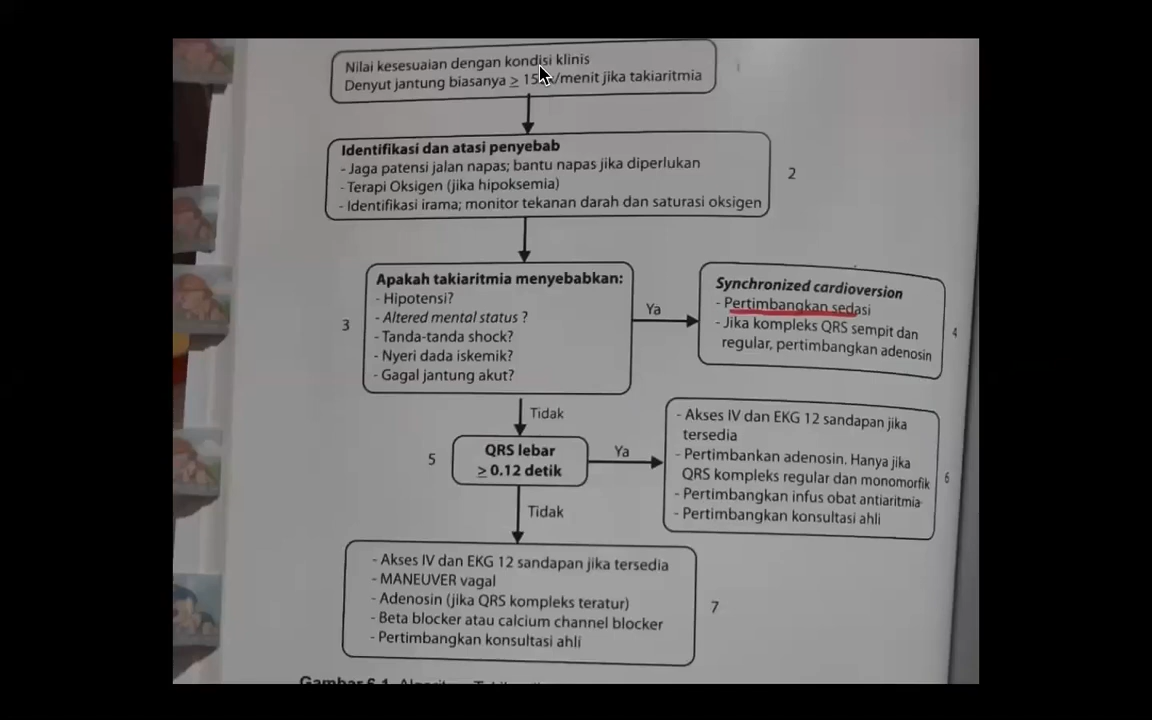 Nilai kesesuaian dengan kondisi klinis
Denyut jantung biasanya ≥ /menit jika takiaritmia
Identifikasi dan atasi penyebab
- Jaga patensi jalan napas; bantu napas jika diperlukan
- Terapi Oksigen (jika hipoksemia)
- Identifikasi irama; monitor tekanan darah dan saturasi oksigen
2
Apakah takiaritmia menyebabkan:
- Hipotensi?
- Altered mental status ?
- Tanda-tanda shock?
- Nyeri dada iskemik?
- Gagal jantung akut?
3
Ya
Synchronized cardioversion
- Pertimbangkan sedasi
- Jika kompleks QRS sempit dan
regular, pertimbangkan adenosin
4
Tidak
5
QRS lebar
≥ 0.12 detik
Ya
- Akses IV dan EKG 12 sandapan jika
tersedia
- Pertimbankan adenosin. Hanya jika
QRS kompleks regular dan monomorfik
- Pertimbangkan infus obat antiaritmia
- Pertimbangkan konsultasi ahli
6
Tidak
- Akses IV dan EKG 12 sandapan jika tersedia
- MANEUVER vagal
- Adenosin (jika QRS kompleks teratur)
- Beta blocker atau calcium channel blocker
- Pertimbangkan konsultasi ahli
7